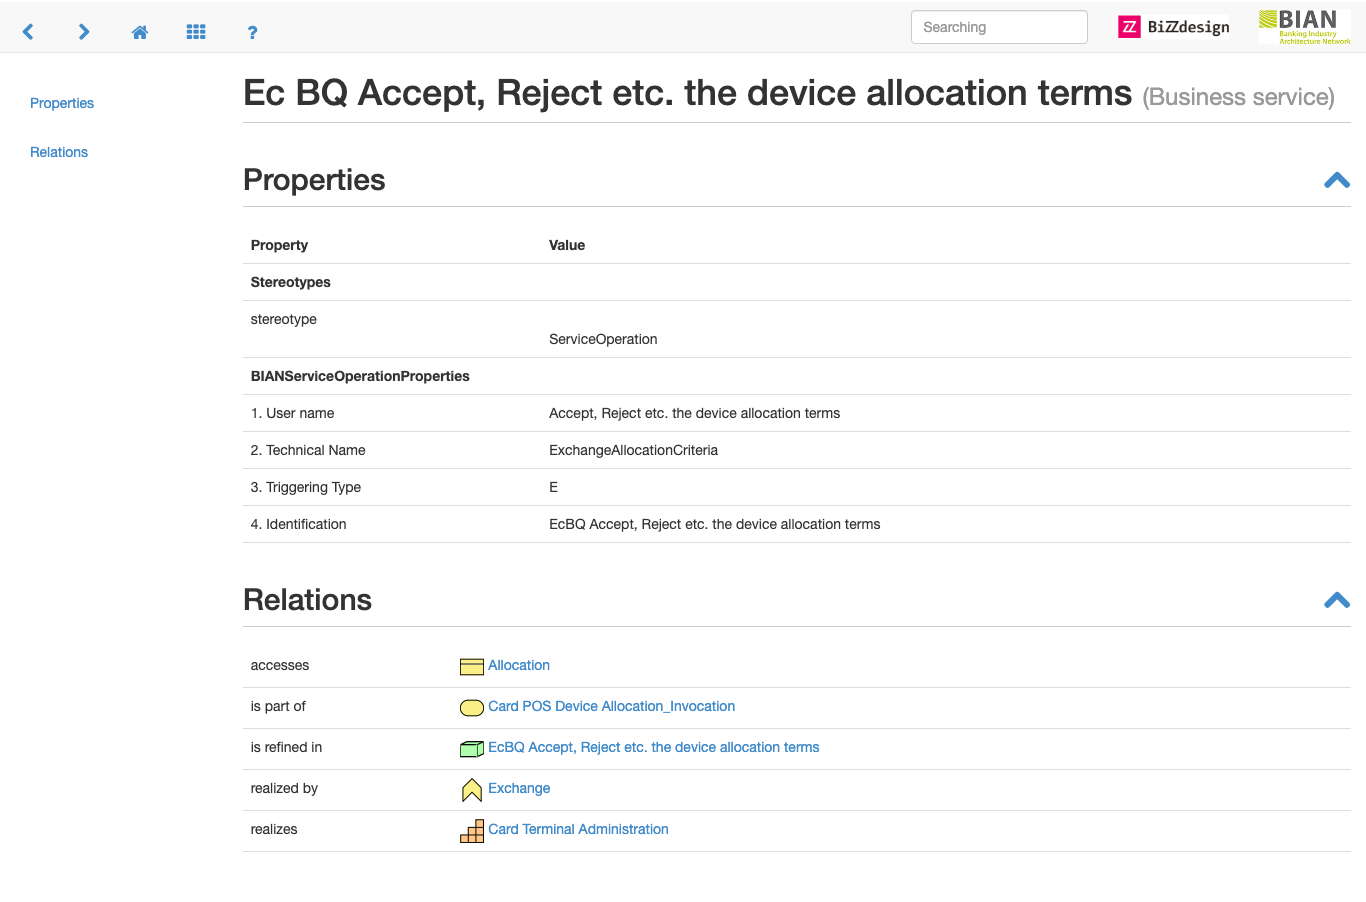 ?
Searching
ZZ BiZZdesign
BIAN
Banking Industry
Architecture Network
Properties
Relations
Ec BQ Accept, Reject etc. the device allocation terms (Business service)
Properties
Property Value
Stereotypes
stereotype
ServiceOperation
BIANServiceOperationProperties
1. User name Accept, Reject etc. the device allocation terms
2. Technical Name ExchangeAllocationCriteria
3. Triggering Type E
4. Identification EcBQ Accept, Reject etc. the device allocation terms
Relations
accesses Allocation
is part of Card POS Device Allocation_Invocation
is refined in EcBQ Accept, Reject etc. the device allocation terms
realized by Exchange
realizes Card Terminal Administration